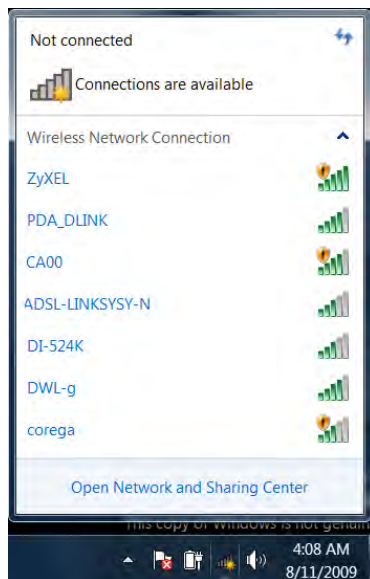 Not connected
Connections are available
Wireless Network Connection
ZyXEL
PDA_DLINK
CA00
ADSL-LINKSYSY-N
DI-524K
DWL-g
corega
Open Network and Sharing Center
This copy of Windows is not genuin
4:08 AM
8/11/2009